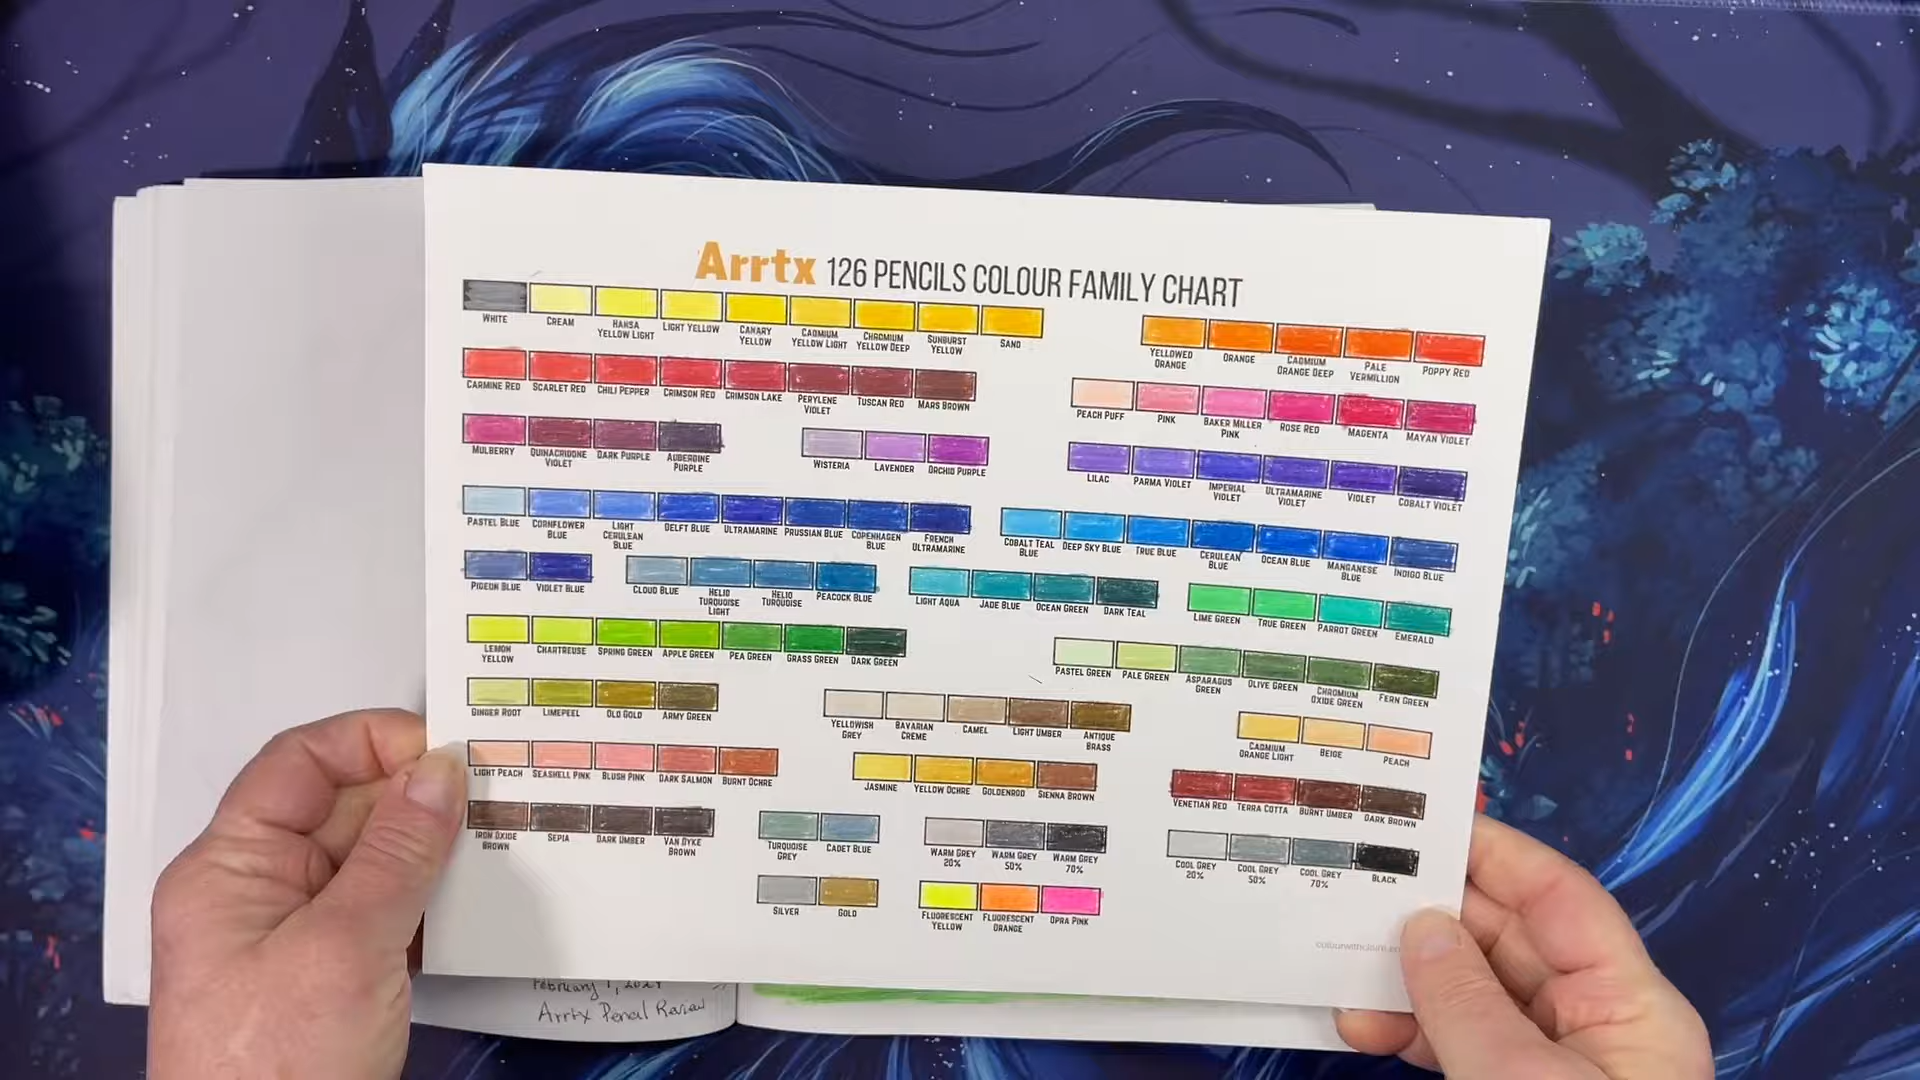 Arrtx 126 PENCILS COLOUR FAMILY CHART
WHITE CREAM HANSA YELLOW LIGHT LIGHT YELLOW CANARY YELLOW CADMIUM YELLOW LIGHT CHROMIUM YELLOW DEEP SUNBURST YELLOW SAND
YELLOWED ORANGE ORANGE CADMIUM ORANGE DEEP PALE VERMILLION POPPY RED
CARMINE RED SCARLET RED CHILI PEPPER CRIMSON RED CRIMSON LAKE PERYLENE VIOLET TUSCAN RED MARS BROWN
PEACH PUFF PINK BAKER MILLER PINK ROSE RED MAGENTA MAYAN VIOLET
MULBERRY QUINACRIDONE VIOLET DARK PURPLE AUBERDINE PURPLE
WISTERIA LAVENDER ORCHID PURPLE
LILAC PARMA VIOLET IMPERIAL VIOLET ULTRAMARINE VIOLET VIOLET COBALT VIOLET
PASTEL BLUE CORNFLOWER BLUE LIGHT CERULEAN BLUE DELFT BLUE ULTRAMARINE PRUSSIAN BLUE COPENHAGEN BLUE FRENCH ULTRAMARINE
COBALT TEAL BLUE DEEP SKY BLUE TRUE BLUE CERULEAN BLUE OCEAN BLUE MANGANESE BLUE INDIGO BLUE
PIGEON BLUE VIOLET BLUE
CLOUD BLUE HELIO TURQUOISE LIGHT HELIO TURQUOISE PEACOCK BLUE
LIGHT AQUA JADE BLUE OCEAN GREEN DARK TEAL
LIME GREEN TRUE GREEN PARROT GREEN EMERALD
LEMON YELLOW CHARTREUSE SPRING GREEN APPLE GREEN PEA GREEN GRASS GREEN DARK GREEN
PASTEL GREEN PALE GREEN ASPARAGUS GREEN OLIVE GREEN CHROMIUM OXIDE GREEN FERN GREEN
GINGER ROOT LIMEPEEL OLD GOLD ARMY GREEN
YELLOWISH GREY BAVARIAN CREME CAMEL LIGHT UMBER ANTIQUE BRASS
CADMIUM ORANGE LIGHT BEIGE PEACH
LIGHT PEACH SEASHELL PINK BLUSH PINK DARK SALMON BURNT OCHRE
JASMINE YELLOW OCHRE GOLDENROD SIENNA BROWN
VENETIAN RED TERRA COTTA BURNT UMBER DARK BROWN
IRON OXIDE BROWN SEPIA DARK UMBER VAN DYKE BROWN
TURQUOISE GREY CADET BLUE
WARM GREY 20% WARM GREY 50% WARM GREY 70%
COOL GREY 20% COOL GREY 50% COOL GREY 70% BLACK
SILVER GOLD
FLUORESCENT YELLOW FLUORESCENT ORANGE OPRA PINK
February 1,
Arrtx Pencil Review